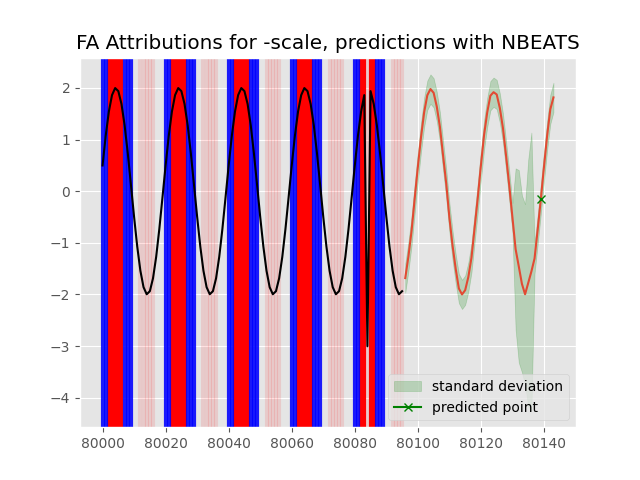 FA Attributions for -scale, predictions with NBEATS
2
1
0
−1
−2
−3
−4
standard deviation
predicted point
80000 80020 80040 80060 80080 80100 80120 80140